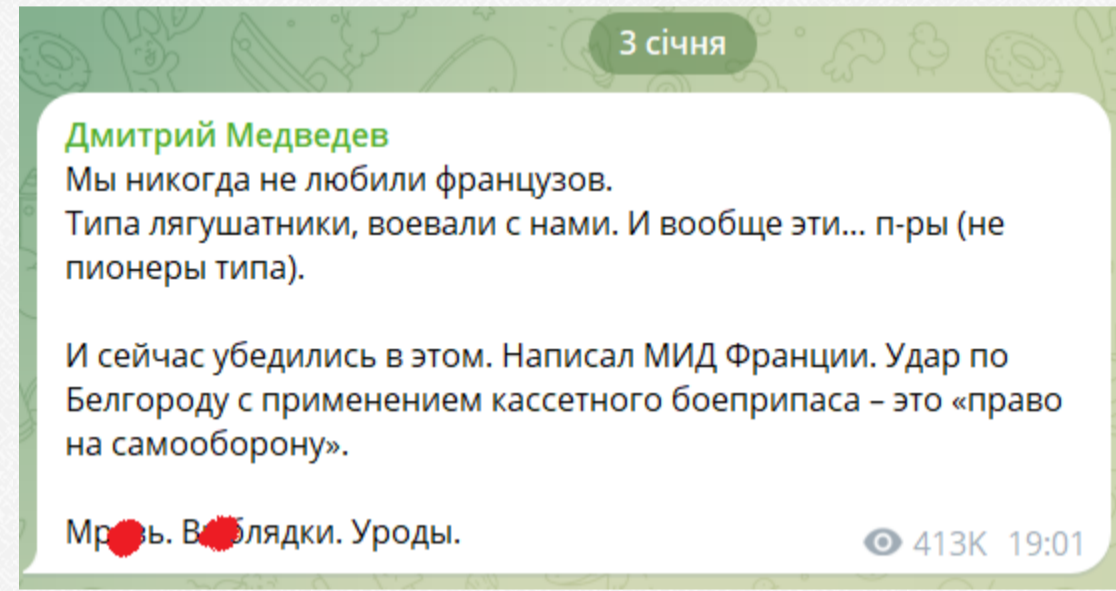 3 січня
Дмитрий Медведев
Мы никогда не любили французов.
Типа лягушатники, воевали с нами. И вообще эти... п-ры (не
пионеры типа).
И сейчас убедились в этом. Написал МИД Франции. Удар по
Белгороду с применением кассетного боеприпаса – это «право
на самооборону».
Уроды.
413K 19:01